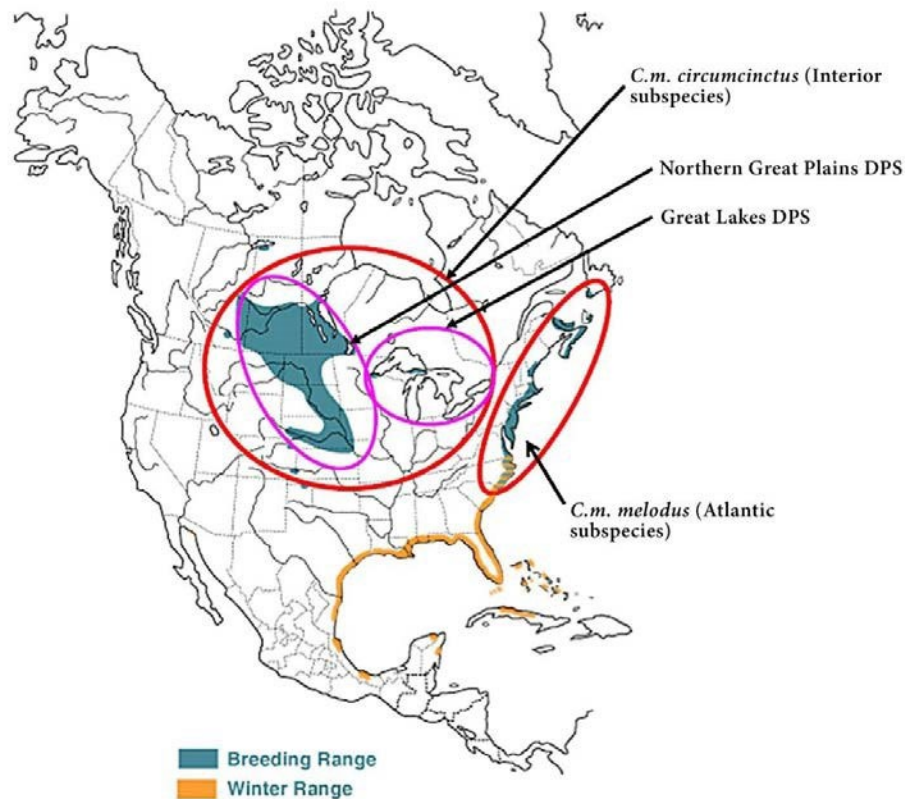 C.m. circumcinctus (Interior
subspecies)
Northern Great Plains DPS
Great Lakes DPS
C.m. melodus (Atlantic
subspecies)
Breeding Range
Winter Range